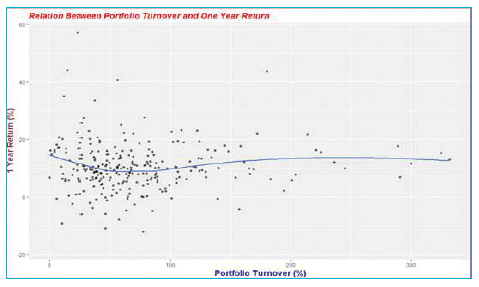 Relation Between Portfolio Turnover and One Year Return
1 Year Return (%)
60
40
20
0
-20
0 100 200 300
Portfolio Turnover (%)